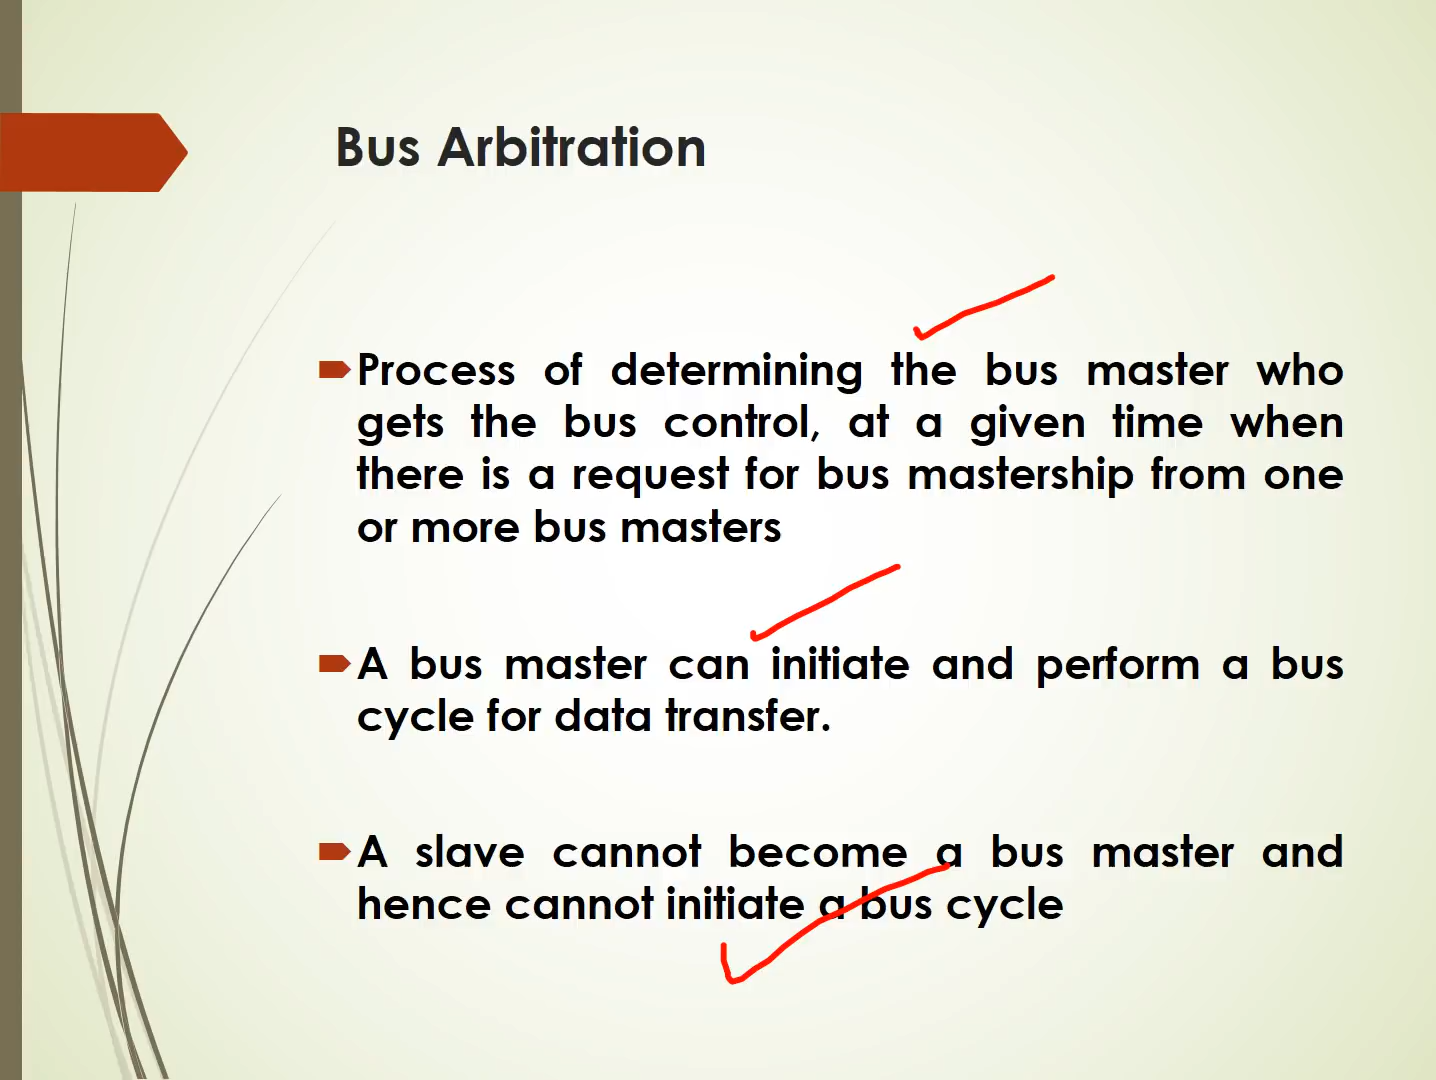 Bus Arbitration
Process of determining the bus master who
gets the bus control, at a given time when
there is a request for bus mastership from one
or more bus masters
A bus master can initiate and perform a bus
cycle for data transfer.
A slave cannot become a bus master and
hence cannot initiate a bus cycle